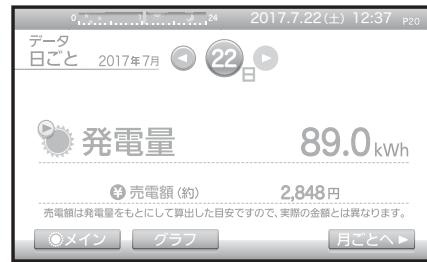 0 24 2017.7.22(土) 12:37 P20
データ
日ごと 2017年7月 22日
発電量 89.0kWh
売電額(約) 2,848円
売電額は発電量をもとにして算出した目安ですので、実際の金額とは異なります。
メイン グラフ 月ごとへ